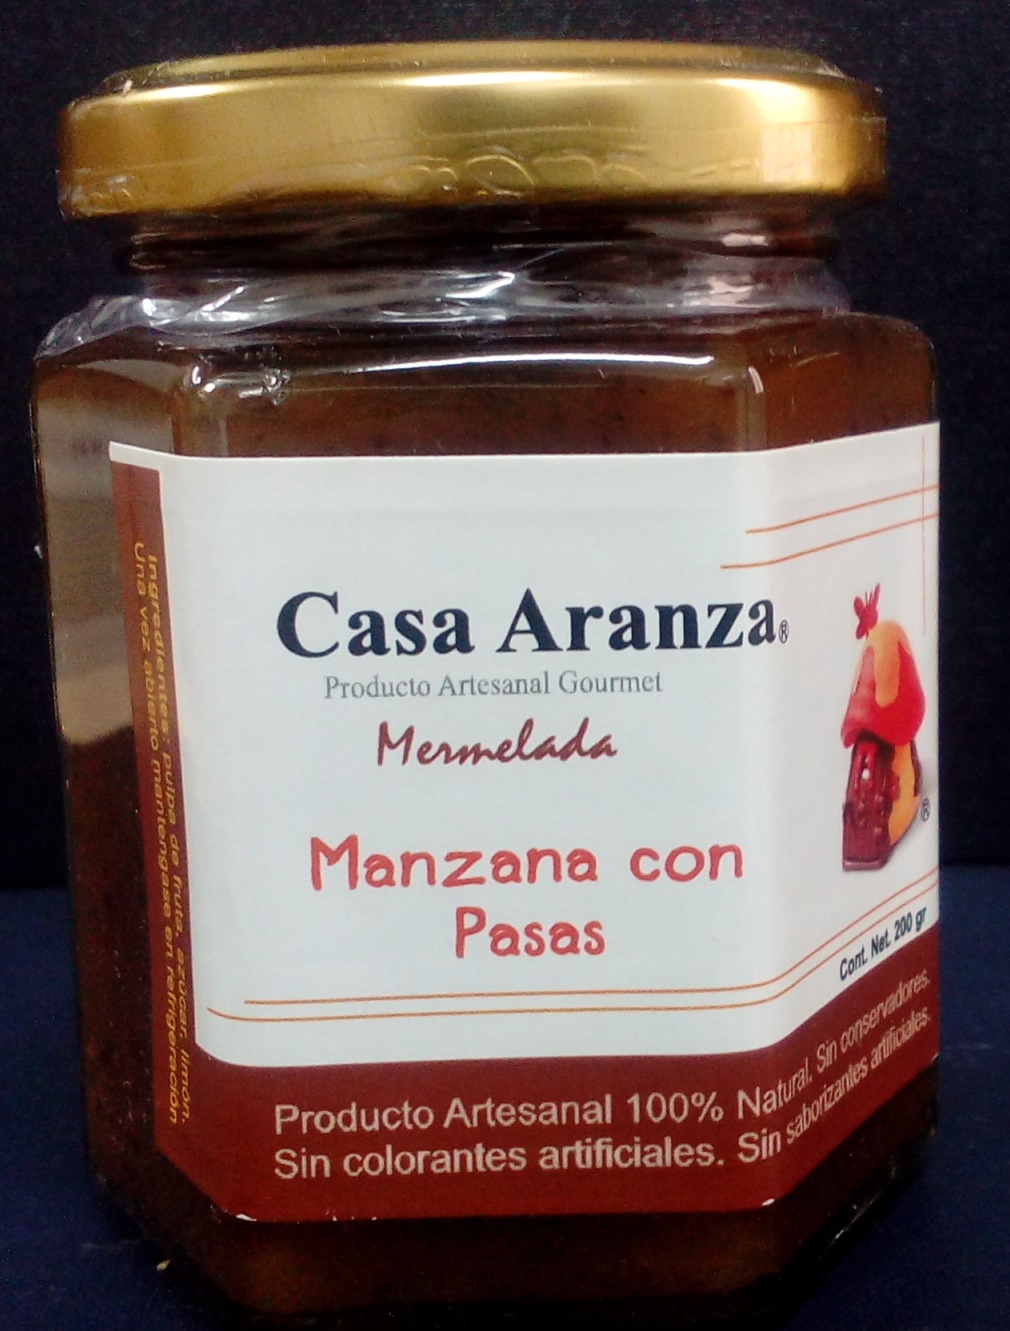 Casa Aranza®
Producto Artesanal Gourmet
Mermelada
Manzana con
Pasas
®
Cont. Net. 200 gr
Producto Artesanal 100% Natural. Sin conservadores.
Sin colorantes artificiales. Sin saborizantes artificiales.
Ingredientes: pulpa de fruta, azúcar, limón.
Una vez abierto mantengase en refrigeración